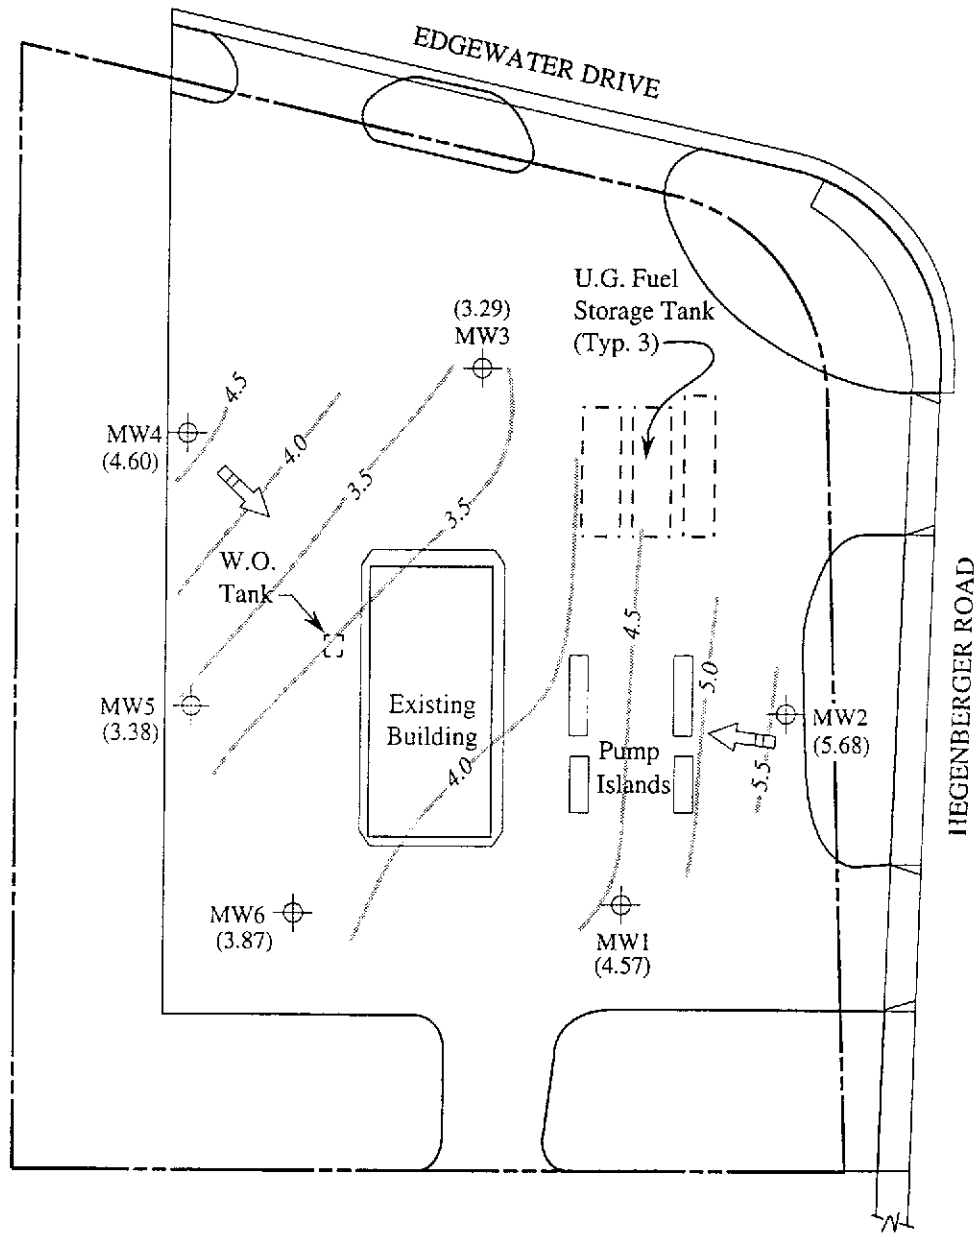 EDGEWATER DRIVE
U.G. Fuel
Storage Tank
(Typ. 3)
(3.29)
MW3
4.5
MW4
(4.60)
4.0
3.5
3.5
W.O.
Tank
4.5
5.0
HEGENBERGER ROAD
MW5
(3.38)
Existing
Building
MW2
(5.68)
4.0
Pump
Islands
5.5
MW6
(3.87)
MW1
(4.57)